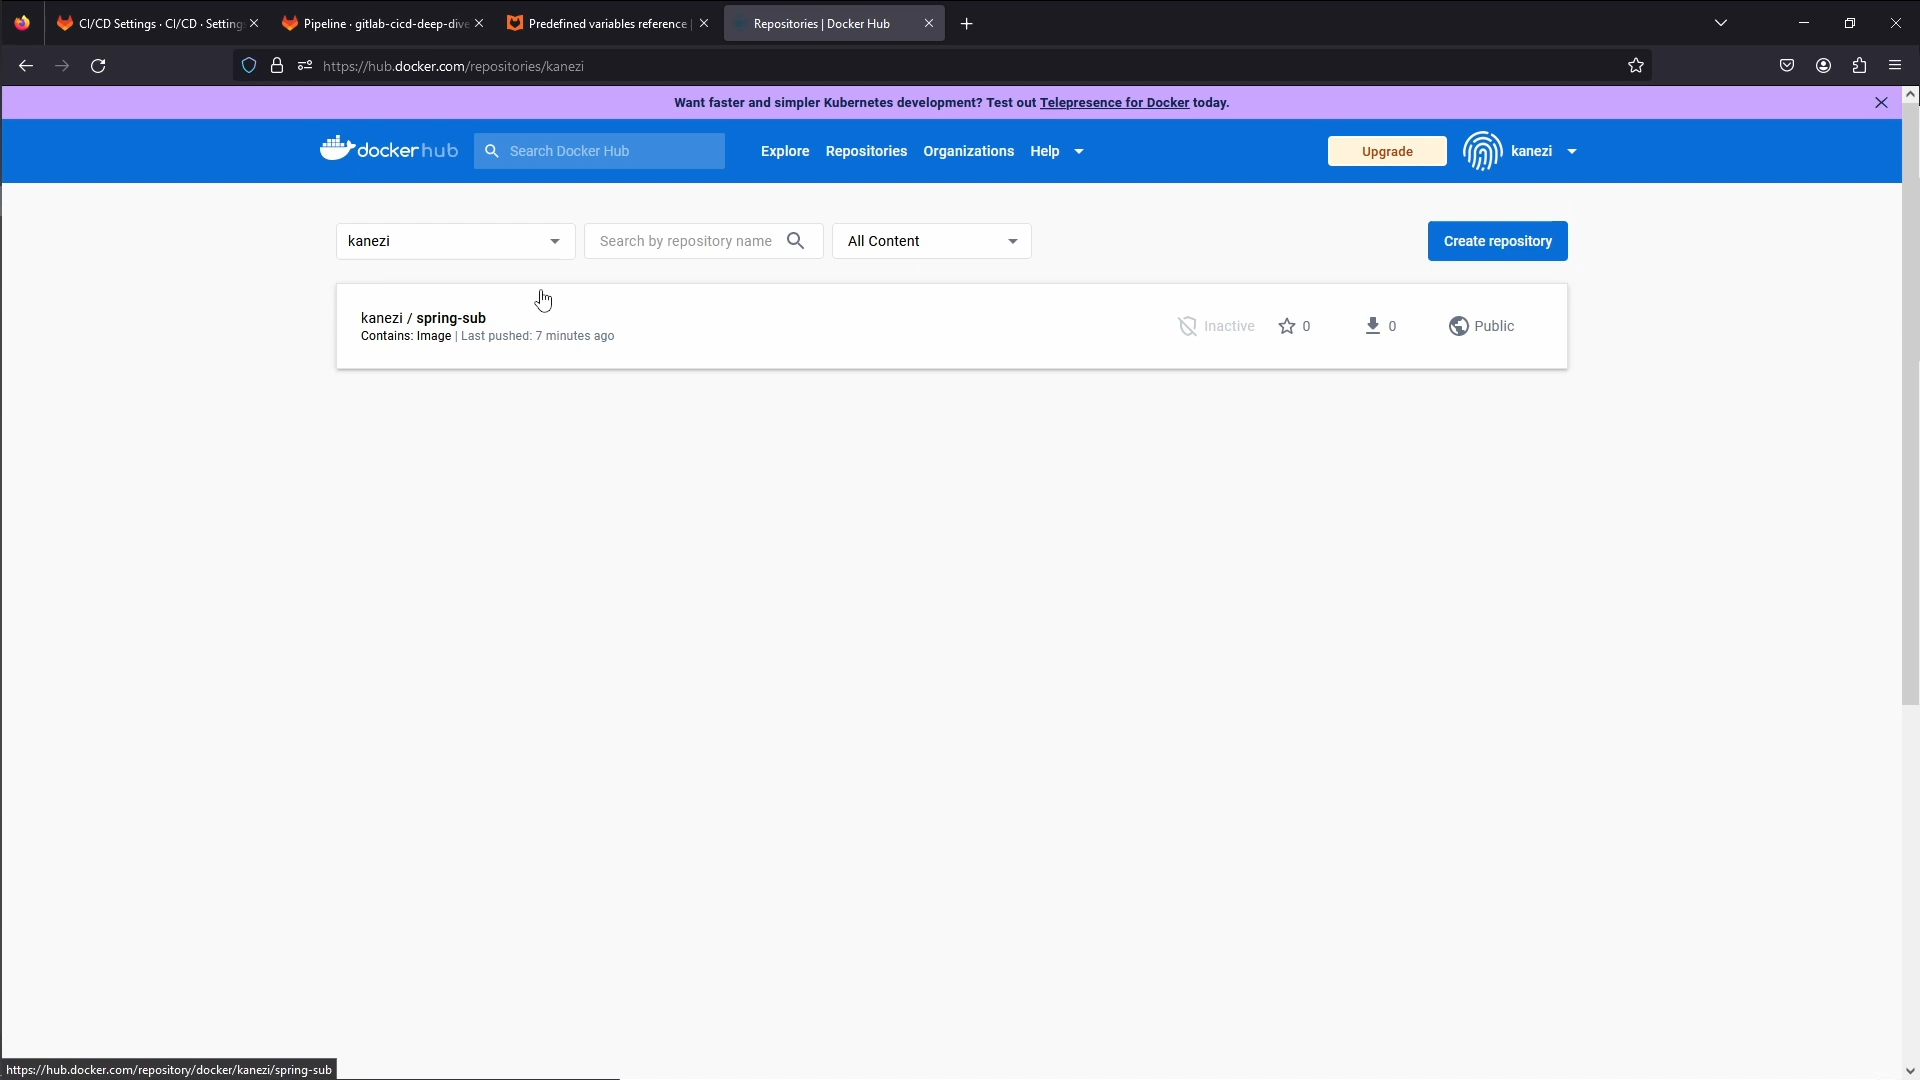 CI/CD Settings · CI/CD · Setting
Pipeline · gitlab-cicd-deep-dive
Predefined variables reference |
Repositories | Docker Hub
https://hub.docker.com/repositories/kanezi
Want faster and simpler Kubernetes development? Test out Telepresence for Docker today.
dockerhub
Search Docker Hub
Explore
Repositories
Organizations
Help
Upgrade
kanezi
kanezi
Search by repository name
All Content
Create repository
kanezi / spring-sub
Contains: Image | Last pushed: 7 minutes ago
Inactive
0
0
Public
https://hub.docker.com/repository/docker/kanezi/spring-sub